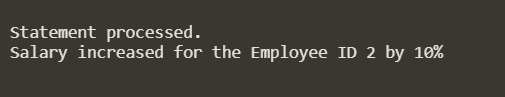 Statement processed.
Salary increased for the Employee ID 2 by 10%